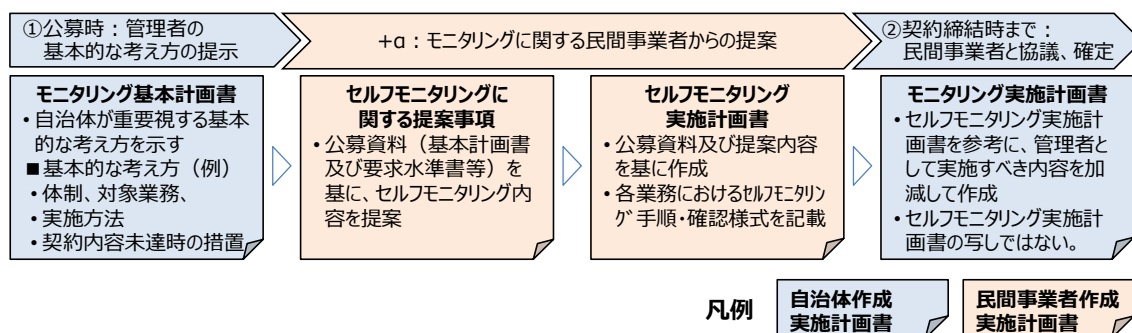 ①公募時：管理者の
基本的な考え方の提示
+α：モニタリングに関する民間事業者からの提案
②契約締結時まで：
民間事業者と協議、確定
モニタリング基本計画書
・自治体が重要視する基本
的な考え方を示す
■基本的な考え方（例）
・体制、対象業務、
・実施方法
・契約内容未達時の措置
セルフモニタリングに
関する提案事項
・公募資料（基本計画書
及び要求水準書等）を
基に、セルフモニタリング内
容を提案
セルフモニタリング
実施計画書
・公募資料及び提案内容
を基に作成
・各業務におけるｾﾙﾌﾓﾆﾀﾘﾝ
ｸﾞ手順・確認様式を記載
モニタリング実施計画書
・セルフモニタリング実施計
画書を参考に、管理者と
して実施すべき内容を加
減して作成
・セルフモニタリング実施計
画書の写しではない。
凡例
自治体作成
実施計画書
民間事業者作成
実施計画書